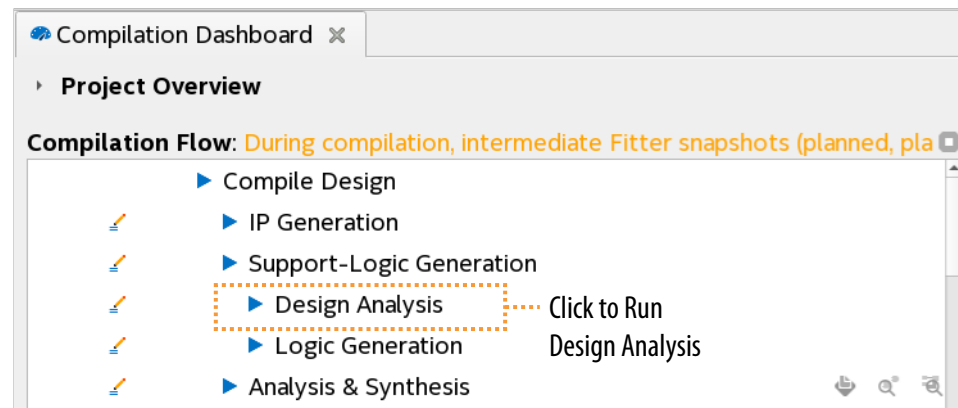 Compilation Dashboard
Project Overview
Compilation Flow: During compilation, intermediate Fitter snapshots (planned, pla
Compile Design
IP Generation
Support-Logic Generation
Design Analysis
Click to Run
Logic Generation
Design Analysis
Analysis & Synthesis